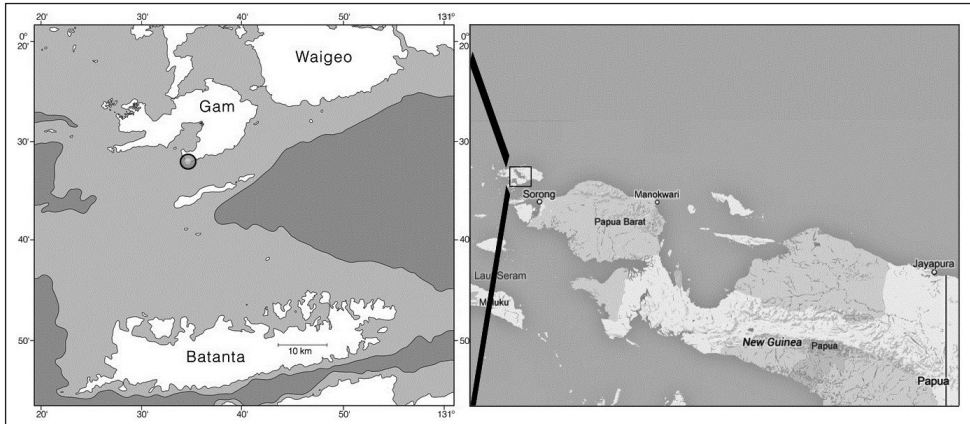 20' 30' 40' 50' 131°
0°
20'
0°
20'
Waigeo
Gam
30'
30'
Sorong
Manokwari
Papua Barat
40'
40'
Jayapura
Laut Seram
Maluku
50'
50'
New Guinea
Papua
10 km
Batanta
Papua
20' 30' 40' 50' 131°